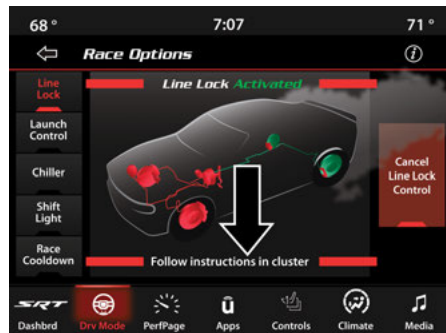 68 °
7:07
71 °
Race Options
i
Line
Lock
Launch
Control
Chiller
Shift
Light
Race
Cooldown
Line Lock Activated
Follow instructions in cluster
Cancel
Line Lock
Control
SRT
Dashbrd
Drv Mode
PerfPage
ū
Apps
Controls
Climate
Media